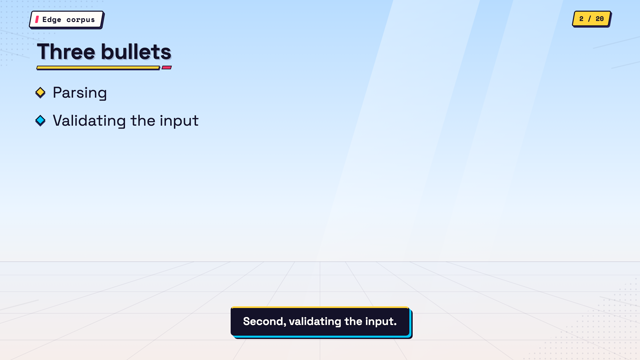 Edge corpus
2 / 20
Three bullets
Parsing
Validating the input
Second, validating the input.